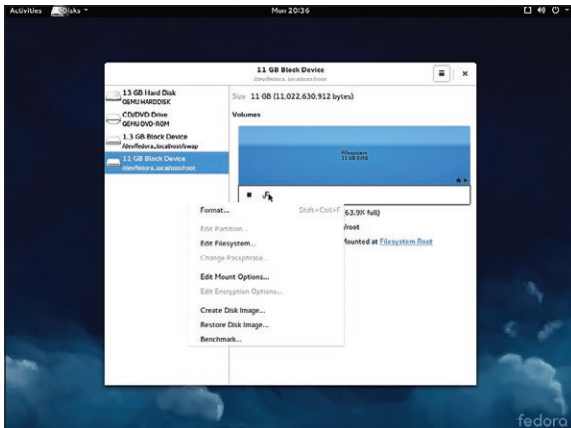 Activities
Disks
Mon 20:36
11 GB Block Device
/dev/fedora_localhost/root
13 GB Hard Disk
QEMU HARDDISK
CD/DVD Drive
QEMU DVD-ROM
1.3 GB Block Device
/dev/fedora_localhost/swap
11 GB Block Device
/dev/fedora_localhost/root
Size 11 GB (11,022,630,912 bytes)
Volumes
Filesystem
11 GB
(63.9% full)
/root
Mounted at Filesystem Root
Format... Shift+Ctrl+F
Edit Partition...
Edit Filesystem...
Change Passphrase...
Edit Mount Options...
Edit Encryption Options...
Create Disk Image...
Restore Disk Image...
Benchmark...
fedora